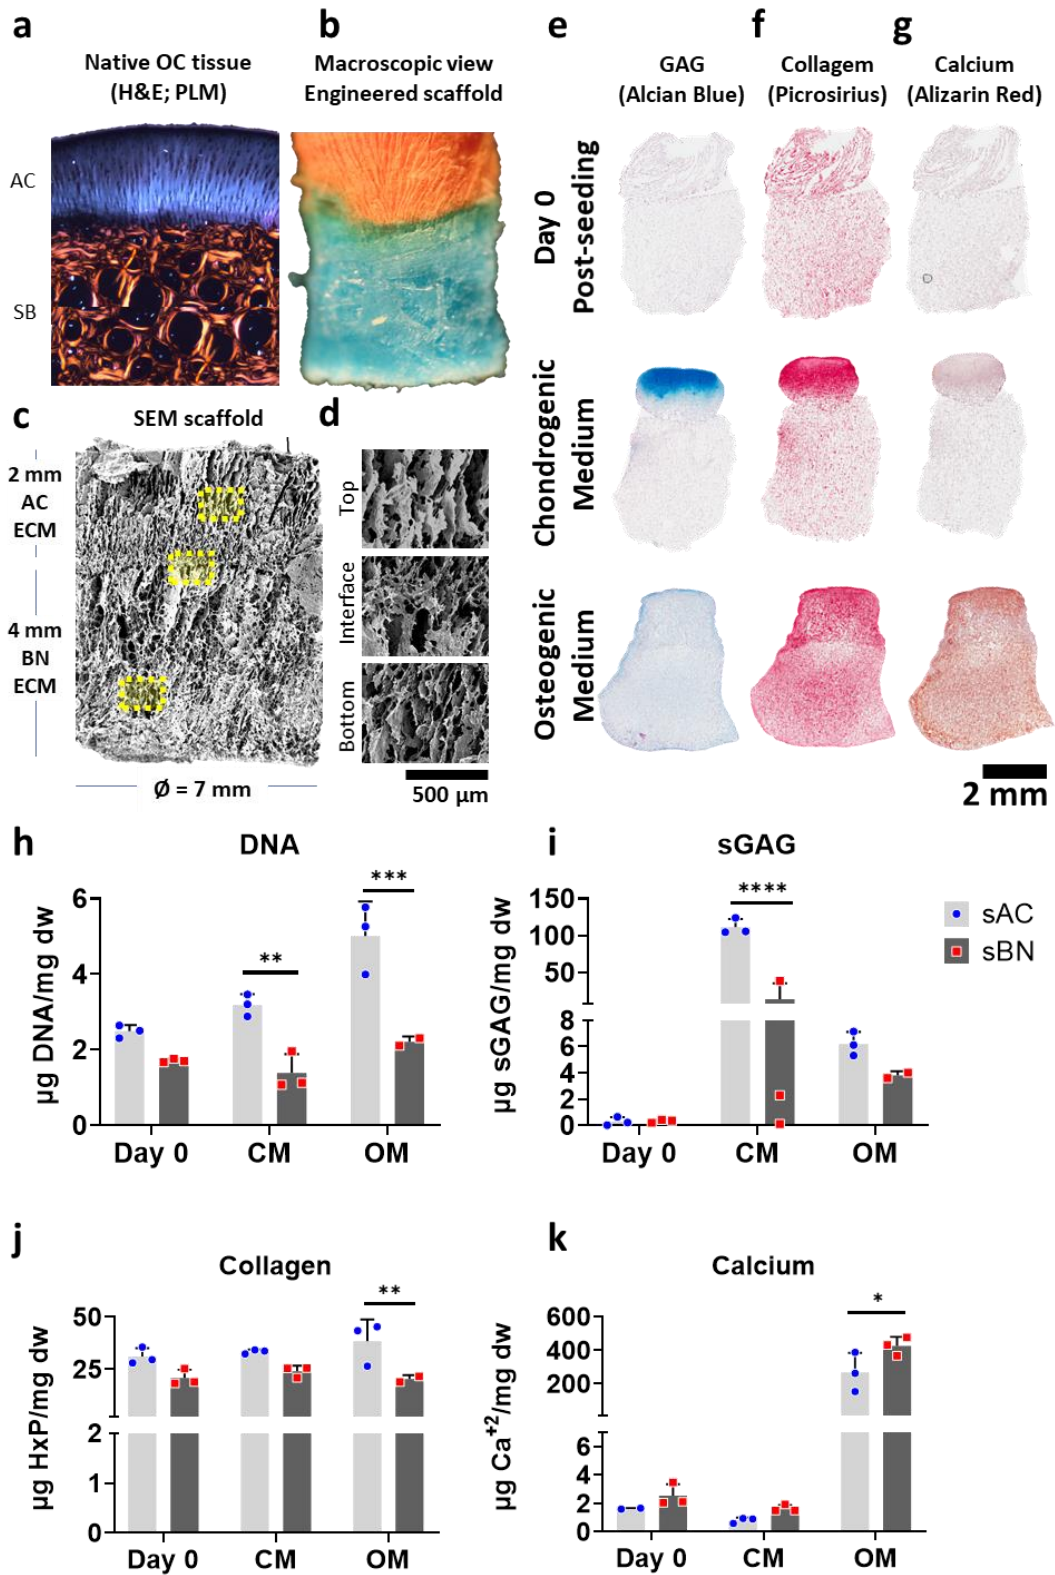 a
Native OC tissue
(H&E; PLM)
AC
SB
b
Macroscopic view
Engineered scaffold
c
SEM scaffold
2 mm
AC
ECM
4 mm
BN
ECM
Ø = 7 mm
d
Top
Interface
Bottom
500 µm
e
GAG
(Alcian Blue)
f
Collagem
(Picrosirius)
g
Calcium
(Alizarin Red)
Day 0
Post-seeding
Chondrogenic
Medium
Osteogenic
Medium
2 mm
h
DNA
µg DNA/mg dw
6
4
2
0
**
***
Day 0
CM
OM
i
sGAG
µg sGAG/mg dw
150
100
50
8
6
4
2
0
****
Day 0
CM
OM
sAC
sBN
j
Collagen
µg HxP/mg dw
50
25
2
1
0
**
Day 0
CM
OM
k
Calcium
µg Ca⁺²/mg dw
600
400
200
6
4
2
0
*
Day 0
CM
OM